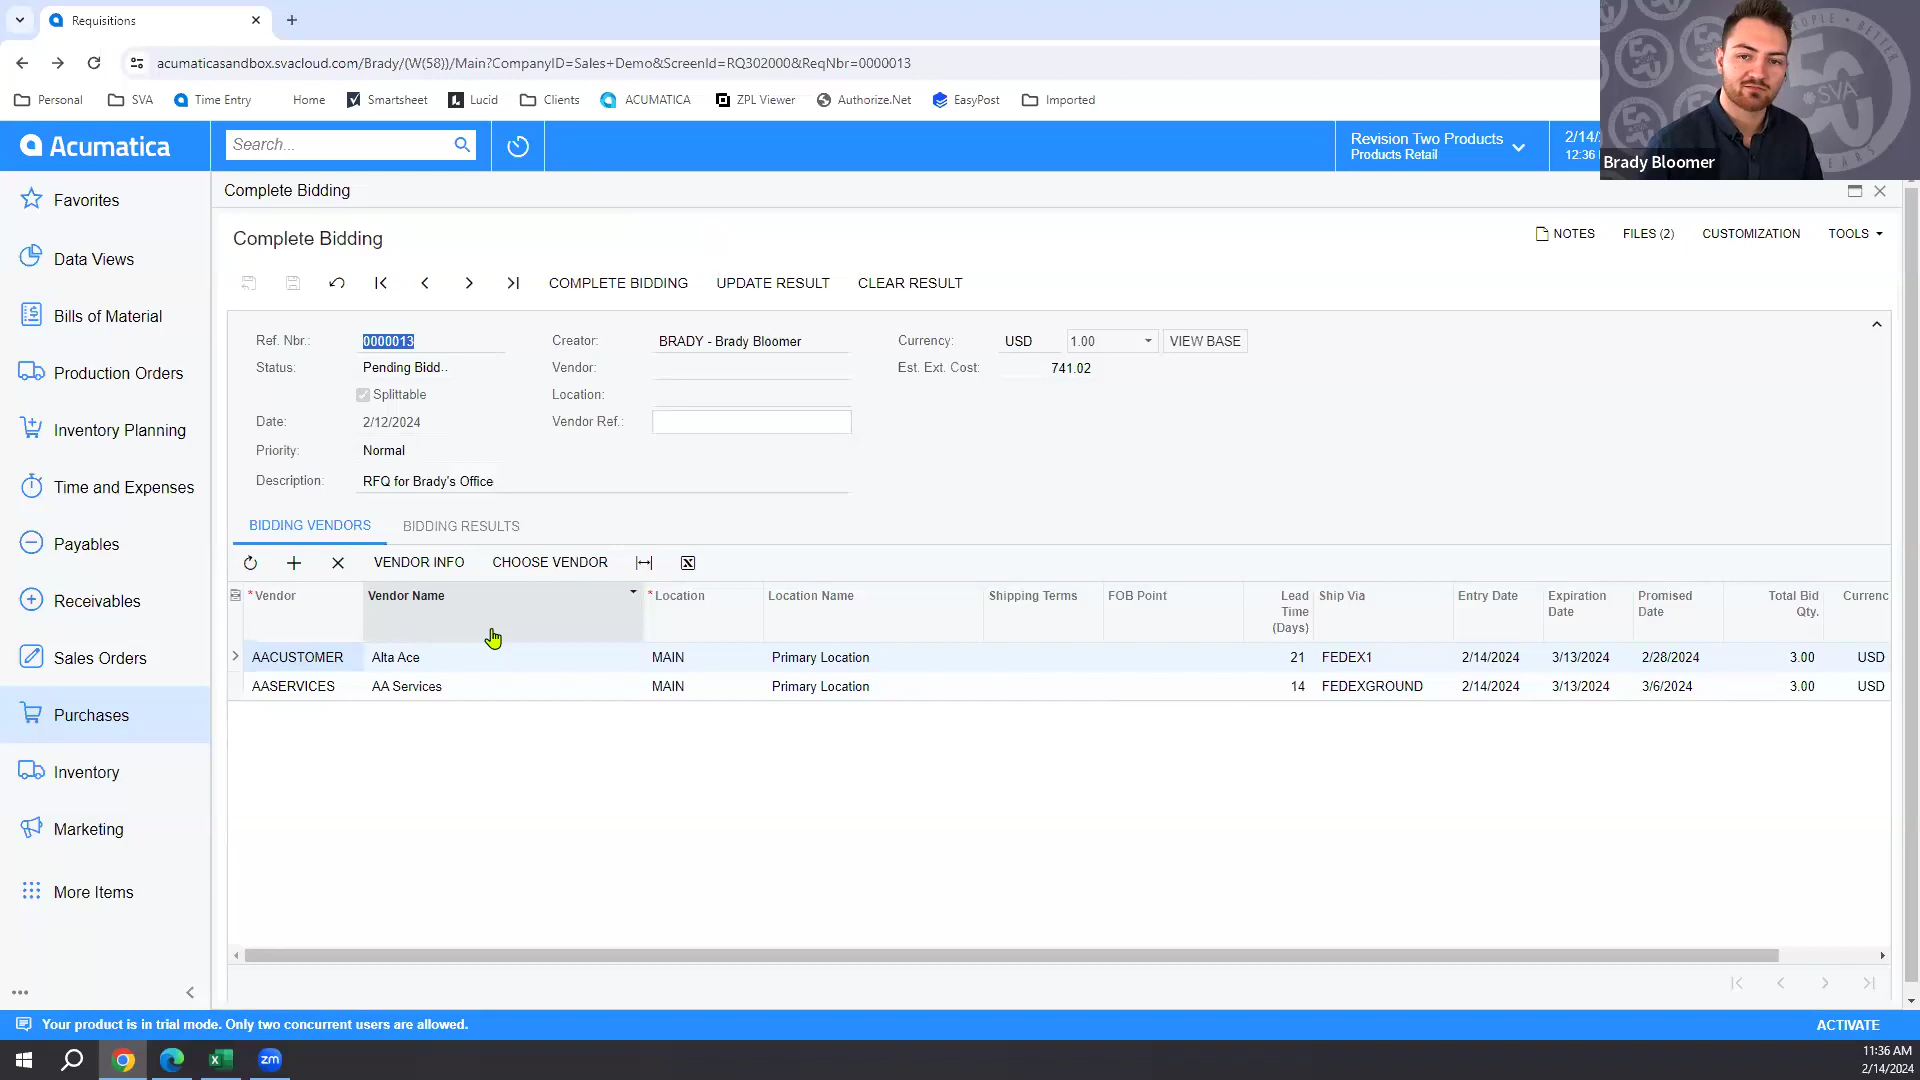 Requisitions
acumaticasandbox.svacloud.com/Brady/(W(58))/Main?CompanyID=Sales+Demo&ScreenId=RQ302000&ReqNbr=0000013
Personal SVA Time Entry Home Smartsheet Lucid Clients ACUMATICA ZPL Viewer Authorize.Net EasyPost Imported
Acumatica Search... Revision Two Products
Products Retail
2/14/
12:36
Brady Bloomer
Complete Bidding
Complete Bidding
NOTES FILES (2) CUSTOMIZATION TOOLS
COMPLETE BIDDING UPDATE RESULT CLEAR RESULT
Ref. Nbr.: 0000013 Creator: BRADY - Brady Bloomer Currency: USD 1.00 VIEW BASE
Status: Pending Bidd.. Vendor: Est. Ext. Cost: 741.02
Splittable Location:
Date: 2/12/2024 Vendor Ref.:
Priority: Normal
Description: RFQ for Brady's Office
BIDDING VENDORS BIDDING RESULTS
VENDOR INFO CHOOSE VENDOR
* Vendor Vendor Name * Location Location Name Shipping Terms FOB Point Lead Time (Days) Ship Via Entry Date Expiration Date Promised Date Total Bid Qty. Currenc
AACUSTOMER Alta Ace MAIN Primary Location 21 FEDEX1 2/14/2024 3/13/2024 2/28/2024 3.00 USD
AASERVICES AA Services MAIN Primary Location 14 FEDEXGROUND 2/14/2024 3/13/2024 3/6/2024 3.00 USD
Favorites
Data Views
Bills of Material
Production Orders
Inventory Planning
Time and Expenses
Payables
Receivables
Sales Orders
Purchases
Inventory
Marketing
More Items
Your product is in trial mode. Only two concurrent users are allowed. ACTIVATE
zm
11:36 AM
2/14/2024